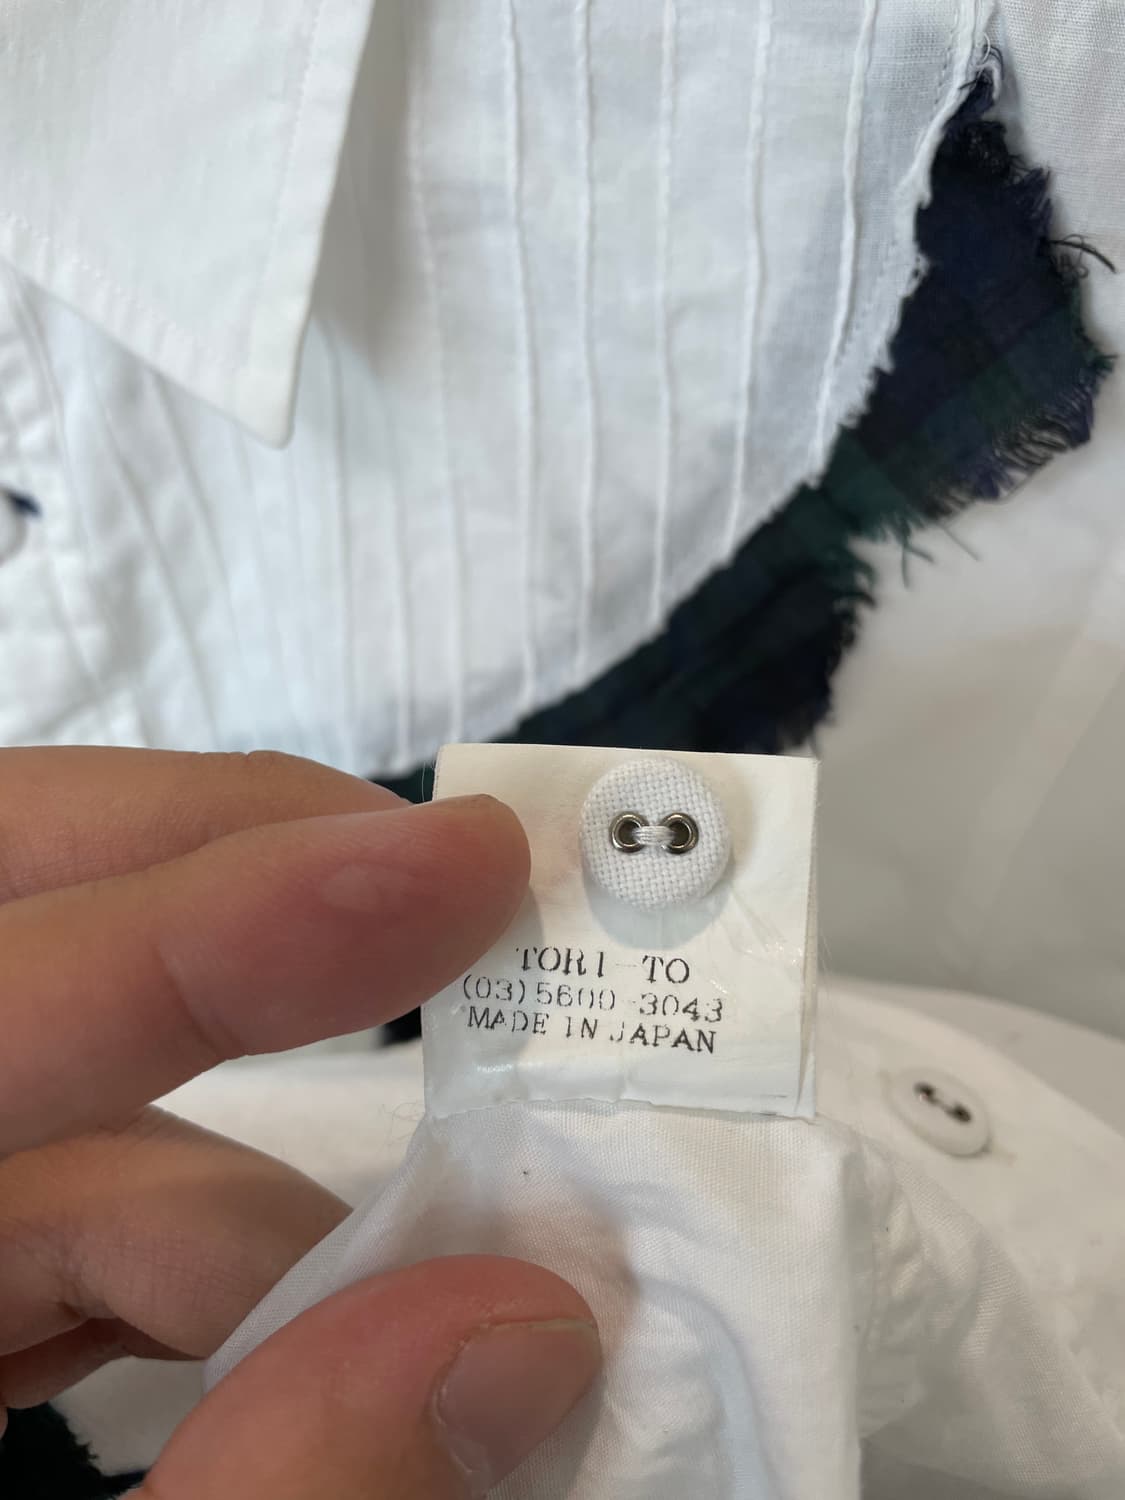 TORI-TO
(03)5600-3043
MADE IN JAPAN